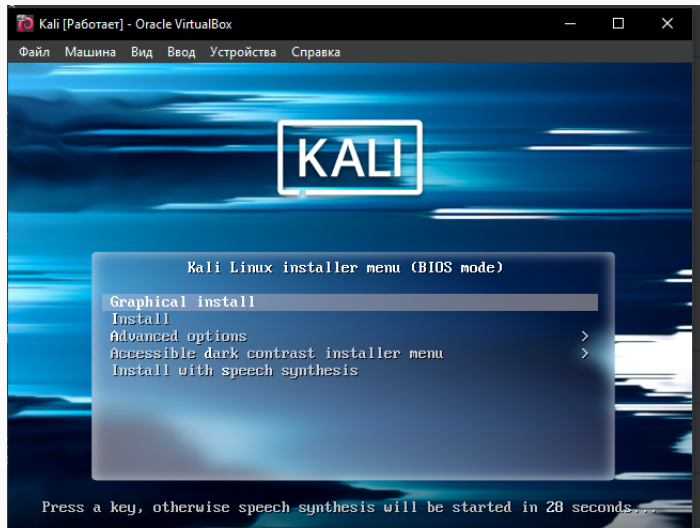 Kali [Работает] - Oracle VirtualBox
Файл Машина Вид Ввод Устройства Справка
KALI
Kali Linux installer menu (BIOS mode)
Graphical install
Install
Advanced options >
Accessible dark contrast installer menu >
Install with speech synthesis
Press a key, otherwise speech synthesis will be started in 28 seconds...